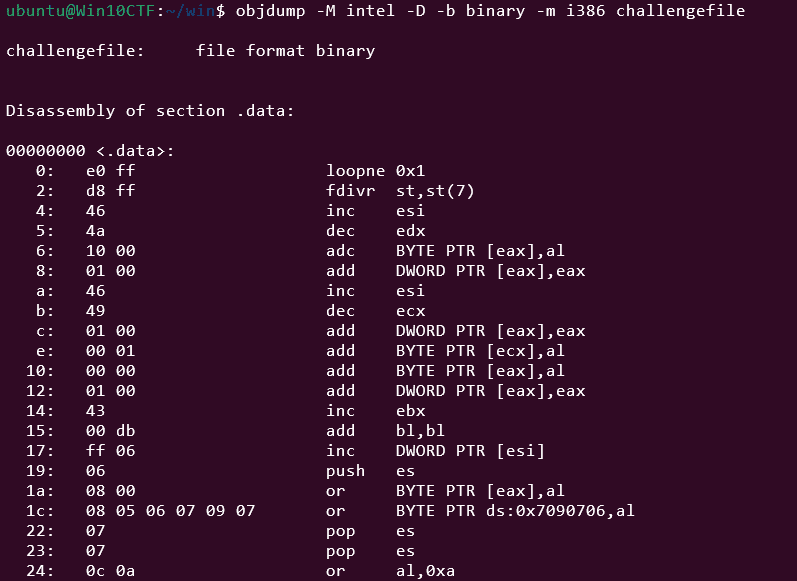 ubuntu@Win10CTF:~/win$ objdump -M intel -D -b binary -m i386 challengefile
challengefile:     file format binary
Disassembly of section .data:
00000000 <.data>:
   0:   e0 ff                   loopne 0x1
   2:   d8 ff                   fdivr  st,st(7)
   4:   46                      inc    esi
   5:   4a                      dec    edx
   6:   10 00                   adc    BYTE PTR [eax],al
   8:   01 00                   add    DWORD PTR [eax],eax
   a:   46                      inc    esi
   b:   49                      dec    ecx
   c:   01 00                   add    DWORD PTR [eax],eax
   e:   00 01                   add    BYTE PTR [ecx],al
  10:   00 00                   add    BYTE PTR [eax],al
  12:   01 00                   add    DWORD PTR [eax],eax
  14:   43                      inc    ebx
  15:   00 db                   add    bl,bl
  17:   ff 06                   inc    DWORD PTR [esi]
  19:   06                      push   es
  1a:   08 00                   or     BYTE PTR [eax],al
  1c:   08 05 06 07 09 07       or     BYTE PTR ds:0x7090706,al
  22:   07                      pop    es
  23:   07                      pop    es
  24:   0c 0a                   or     al,0xa